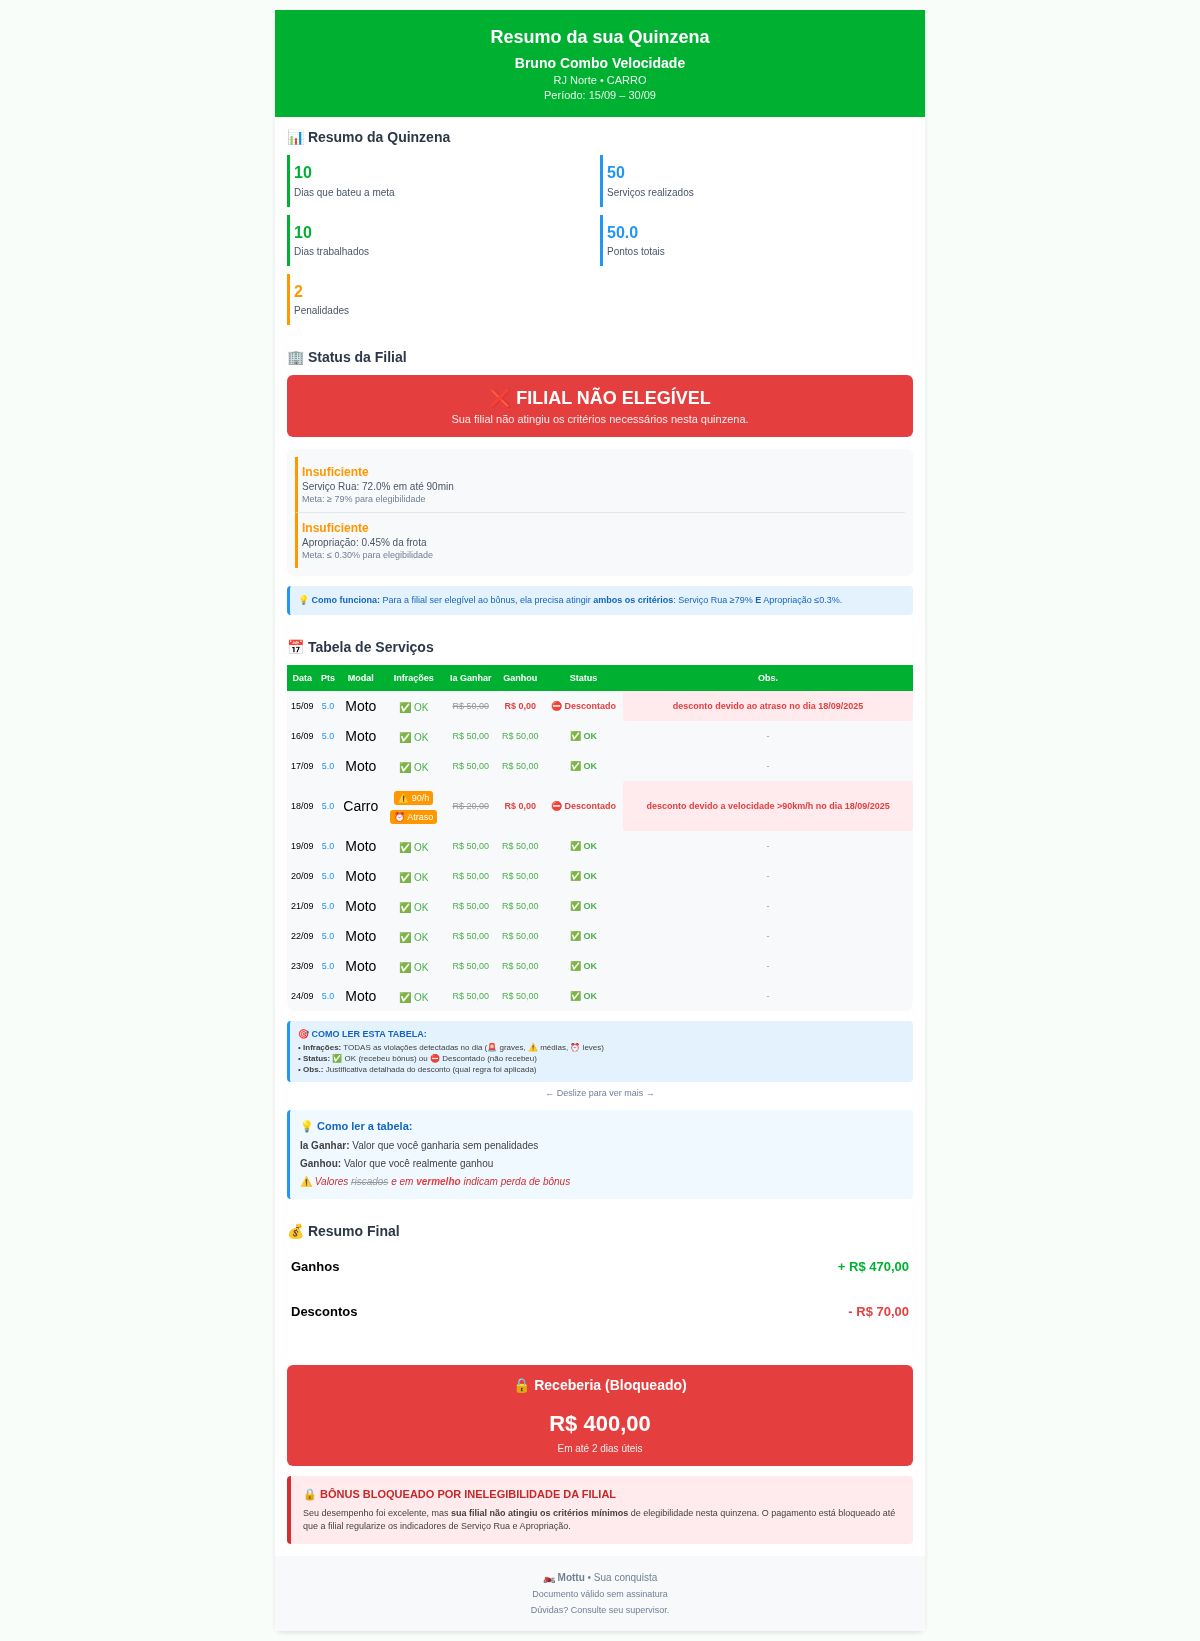 Resumo da sua Quinzena
Bruno Combo Velocidade
RJ Norte • CARRO
Período: 15/09 – 30/09
📊 Resumo da Quinzena
10
Dias que bateu a meta
50
Serviços realizados
10
Dias trabalhados
50.0
Pontos totais
2
Penalidades
🏢 Status da Filial
❌ FILIAL NÃO ELEGÍVEL
Sua filial não atingiu os critérios necessários nesta quinzena.
Insuficiente
Serviço Rua: 72.0% em até 90min
Meta: ≥ 79% para elegibilidade
Insuficiente
Apropriação: 0.45% da frota
Meta: ≤ 0.30% para elegibilidade
💡 Como funciona: Para a filial ser elegível ao bônus, ela precisa atingir ambos os critérios: Serviço Rua ≥79% E Apropriação ≤0.3%.
📅 Tabela de Serviços
Data Pts Modal Infrações Ia Ganhar Ganhou Status Obs.
15/09 5.0 Moto ✅ OK R$ 50,00 R$ 0,00 ⛔ Descontado desconto devido ao atraso no dia 18/09/2025
16/09 5.0 Moto ✅ OK R$ 50,00 R$ 50,00 ✅ OK -
17/09 5.0 Moto ✅ OK R$ 50,00 R$ 50,00 ✅ OK -
18/09 5.0 Carro ⚠️ 90/h ⏰ Atraso R$ 20,00 R$ 0,00 ⛔ Descontado desconto devido a velocidade >90km/h no dia 18/09/2025
19/09 5.0 Moto ✅ OK R$ 50,00 R$ 50,00 ✅ OK -
20/09 5.0 Moto ✅ OK R$ 50,00 R$ 50,00 ✅ OK -
21/09 5.0 Moto ✅ OK R$ 50,00 R$ 50,00 ✅ OK -
22/09 5.0 Moto ✅ OK R$ 50,00 R$ 50,00 ✅ OK -
23/09 5.0 Moto ✅ OK R$ 50,00 R$ 50,00 ✅ OK -
24/09 5.0 Moto ✅ OK R$ 50,00 R$ 50,00 ✅ OK -
🎯 COMO LER ESTA TABELA:
• Infrações: TODAS as violações detectadas no dia (🚨 graves, ⚠️ médias, ⏰ leves)
• Status: ✅ OK (recebeu bônus) ou ⛔ Descontado (não recebeu)
• Obs.: Justificativa detalhada do desconto (qual regra foi aplicada)
← Deslize para ver mais →
💡 Como ler a tabela:
Ia Ganhar: Valor que você ganharia sem penalidades
Ganhou: Valor que você realmente ganhou
⚠️ Valores riscados e em vermelho indicam perda de bônus
💰 Resumo Final
Ganhos + R$ 470,00
Descontos - R$ 70,00
🔒 Receberia (Bloqueado)
R$ 400,00
Em até 2 dias úteis
🔒 BÔNUS BLOQUEADO POR INELEGIBILIDADE DA FILIAL
Seu desempenho foi excelente, mas sua filial não atingiu os critérios mínimos de elegibilidade nesta quinzena. O pagamento está bloqueado até
que a filial regularize os indicadores de Serviço Rua e Apropriação.
🏍️ Mottu • Sua conquista
Documento válido sem assinatura
Dúvidas? Consulte seu supervisor.